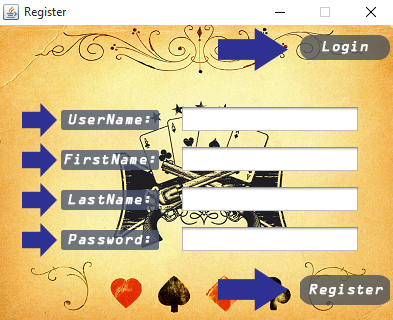 Register
Login
UserName:
FirstName:
LastName:
Password:
Register